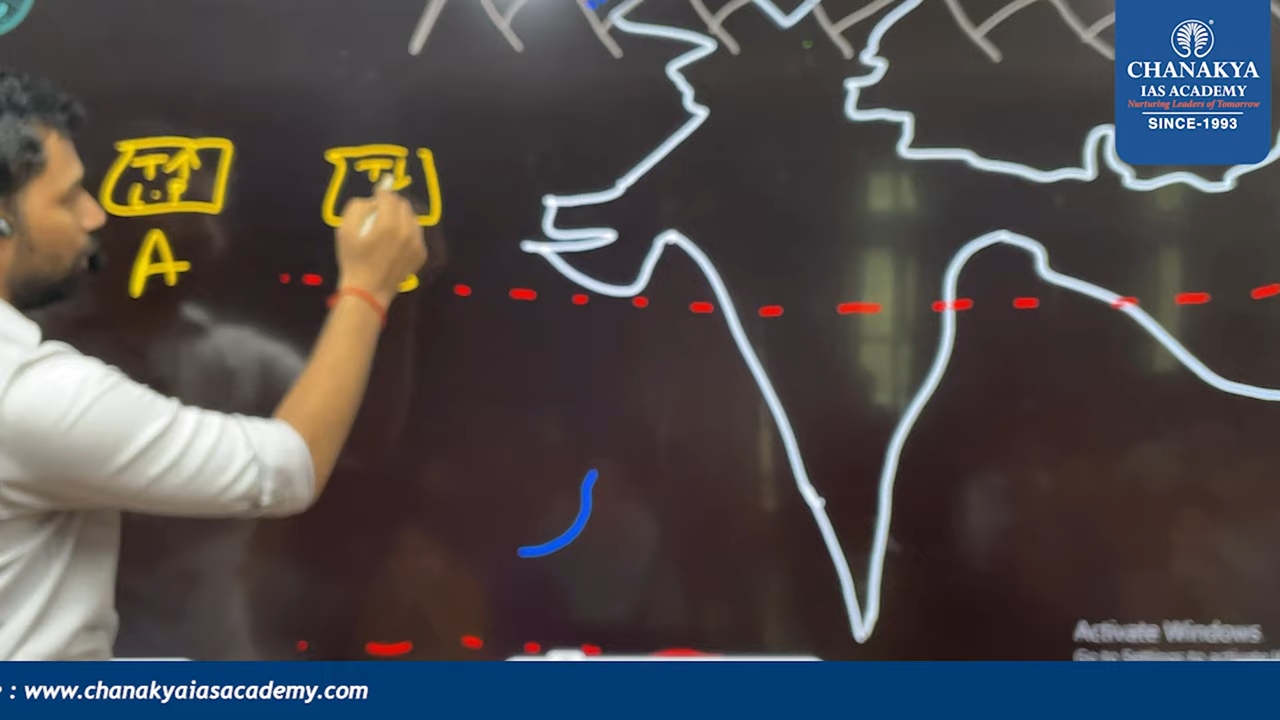 CHANAKYA
IAS ACADEMY
Nurturing Leaders of Tomorrow
SINCE-1993
T↑
L.P
A
T↓
Activate Windows
: www.chanakyaiasacademy.com